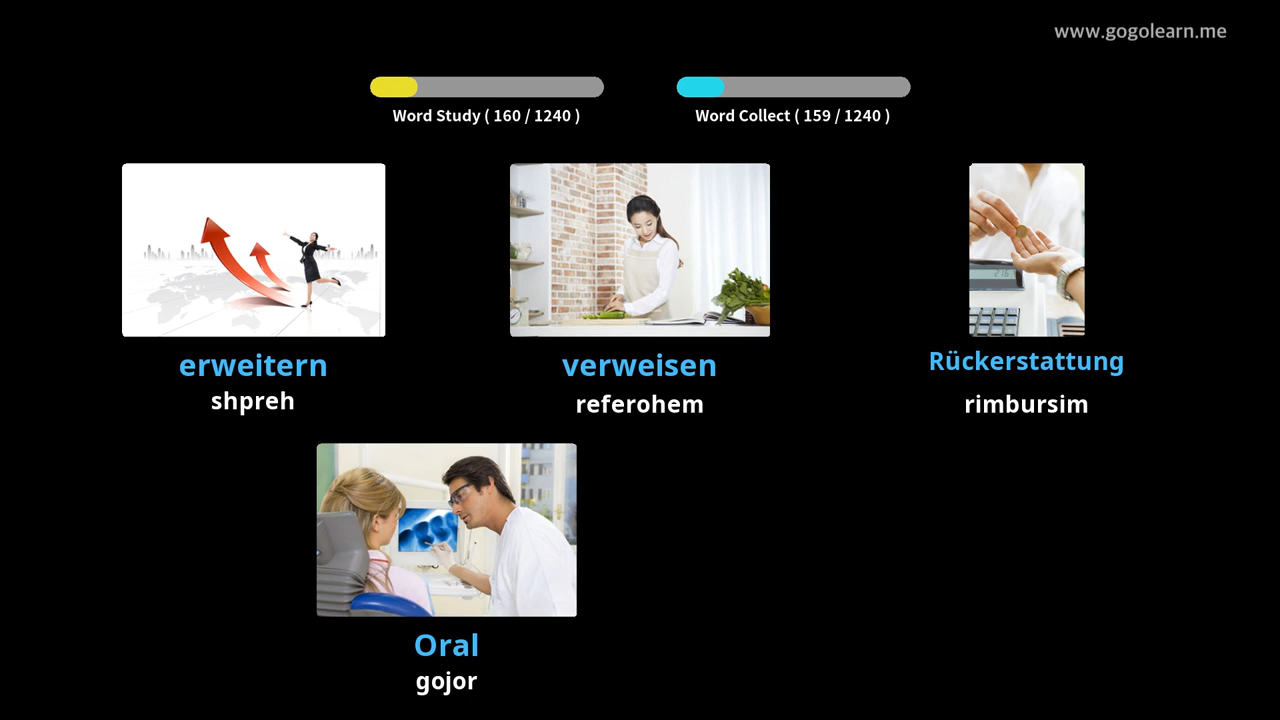 www.gogolearn.me
Word Study ( 160 / 1240 )
Word Collect ( 159 / 1240 )
erweitern
shpreh
verweisen
referohem
Rückerstattung
rimbursim
Oral
gojor